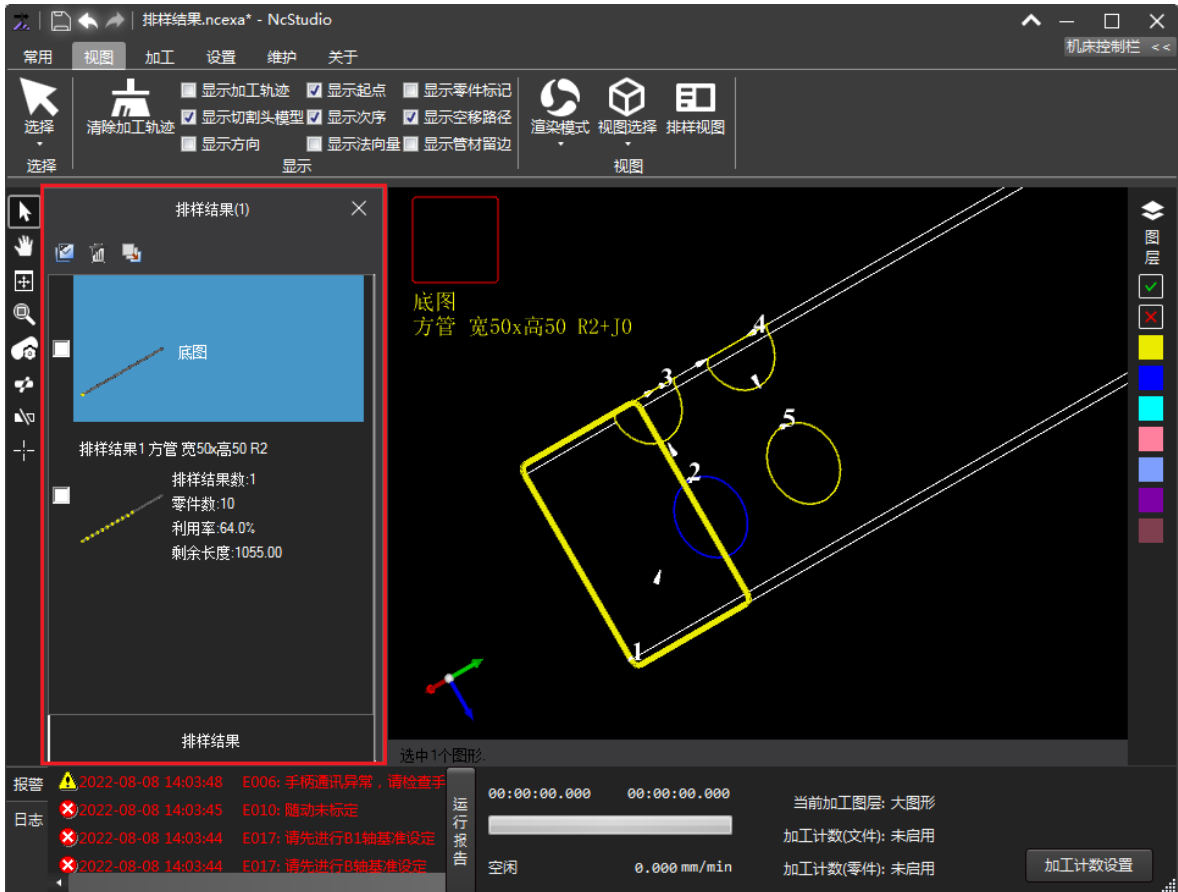 排样结果.ncexa* - NcStudio
机床控制栏 <<
常用 视图 加工 设置 维护 关于
显示加工轨迹 显示起点 显示零件标记
显示切割头模型 显示次序 显示空移路径
显示方向 显示法向量 显示管材留边
选择 清除加工轨迹 渲染模式 视图选择 排样视图
选择 显示 视图
排样结果(1)
底图
排样结果1 方管 宽50x高50 R2
排样结果数:1
零件数:10
利用率:64.0%
剩余长度:1055.00
排样结果
底图
方管 宽50x高50 R2+J0
4
3
5
2
1
图层
选中1个图形.
报警
日志
2022-08-08 14:03:48 E006: 手柄通讯异常，请检查手
2022-08-08 14:03:45 E010: 随动未标定
2022-08-08 14:03:44 E017: 请先进行B1轴基准设定
2022-08-08 14:03:44 E017: 请先进行B轴基准设定
运行报告
00:00:00.000 00:00:00.000
空闲 0.000 mm/min
当前加工图层: 大图形
加工计数(文件): 未启用
加工计数(零件): 未启用
加工计数设置